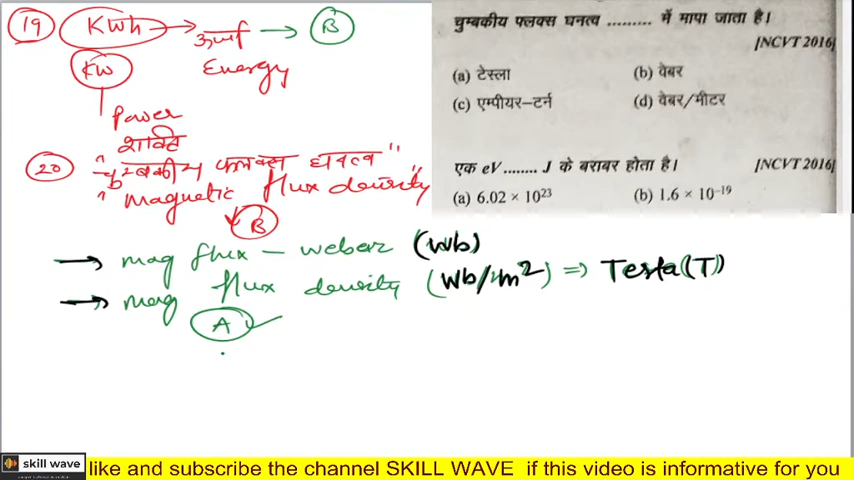 19 KWh → ऊर्जा → B
Energy
KW
Power
शक्ति
20 "चुम्बकीय फ्लक्स घनत्व"
"magnetic flux density"
B
→ mag flux - weber (Wb)
→ mag flux density (Wb/m²) ⇒ Tesla (T)
A
चुम्बकीय फ्लक्स घनत्व ......... में मापा जाता है।
[NCVT 2016]
(a) टेस्ला (b) वेबर
(c) एम्पीयर-टर्न (d) वेबर/मीटर
एक eV........ J के बराबर होता है। [NCVT 2016]
(a) 6.02 × 10²³ (b) 1.6 × 10⁻¹⁹
skill wave
like and subscribe the channel SKILL WAVE if this video is informative for you